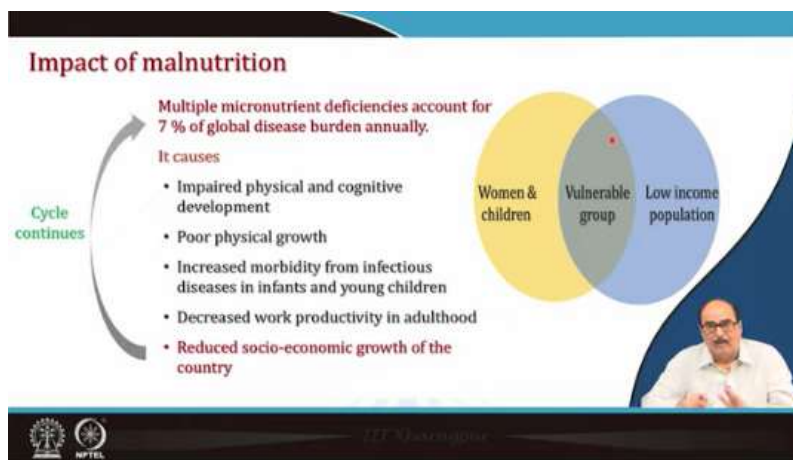 Impact of malnutrition
Multiple micronutrient deficiencies account for
7 % of global disease burden annually.
It causes
• Impaired physical and cognitive
development
• Poor physical growth
• Increased morbidity from infectious
diseases in infants and young children
• Decreased work productivity in adulthood
• Reduced socio-economic growth of the
country
Cycle
continues
Women &
children
Vulnerable
group
Low income
population
NPTEL
IIT Kharagpur